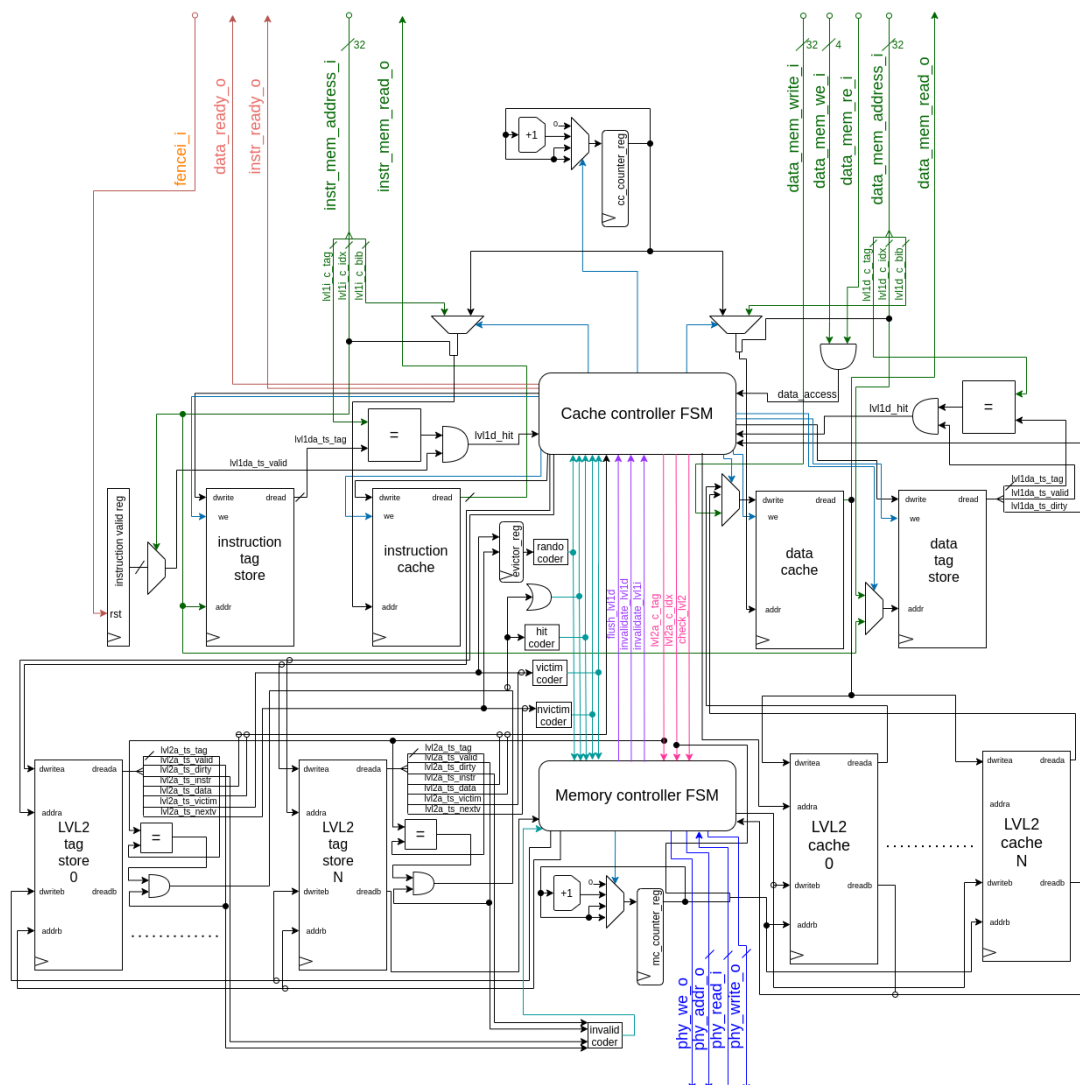 32
32
4
32
fencei_i
data_ready_o
instr_ready_o
instr_mem_address_i
instr_mem_read_o
data_mem_write_i
data_mem_we_i
data_mem_re_i
data_mem_address_i
data_mem_read_o
+1
0
cc_counter_reg
lvl1i_c_tag
lvl1i_c_idx
lvl1i_c_bib
lvl1d_c_tag
lvl1d_c_idx
lvl1d_c_bib
Cache controller FSM
data_access
=
lvl1d_hit
lvl1d_hit
=
lvl1da_ts_tag
lvl1da_ts_valid
lvl1da_ts_tag
lvl1da_ts_valid
lvl1da_ts_dirty
instruction valid reg
rst
dwrite
dread
we
instruction
tag
store
addr
dwrite
dread
we
instruction
cache
addr
evictor_reg
rando
coder
hit
coder
victim
coder
nvictim
coder
flush_lvl1d
invalidate_lvl1d
invalidate_lvl1i
lvl2a_c_tag
lvl2a_c_idx
check_lvl2
dwrite
dread
we
data
cache
addr
dwrite
dread
we
data
tag
store
addr
dwritea
dreada
addra
LVL2
tag
store
0
dwriteb
dreadb
addrb
lvl2a_ts_tag
lvl2a_ts_valid
lvl2a_ts_dirty
lvl2a_ts_instr
lvl2a_ts_data
lvl2a_ts_victim
lvl2a_ts_nextv
=
dwritea
dreada
addra
LVL2
tag
store
N
dwriteb
dreadb
addrb
lvl2a_ts_tag
lvl2a_ts_valid
lvl2a_ts_dirty
lvl2a_ts_instr
lvl2a_ts_data
lvl2a_ts_victim
lvl2a_ts_nextv
=
Memory controller FSM
+1
0
mc_counter_reg
invalid
coder
phy_we_o
phy_addr_o
phy_read_i
phy_write_o
dwritea
dreada
addra
LVL2
cache
0
dwriteb
dreadb
addrb
dwritea
dreada
addra
LVL2
cache
N
dwriteb
dreadb
addrb